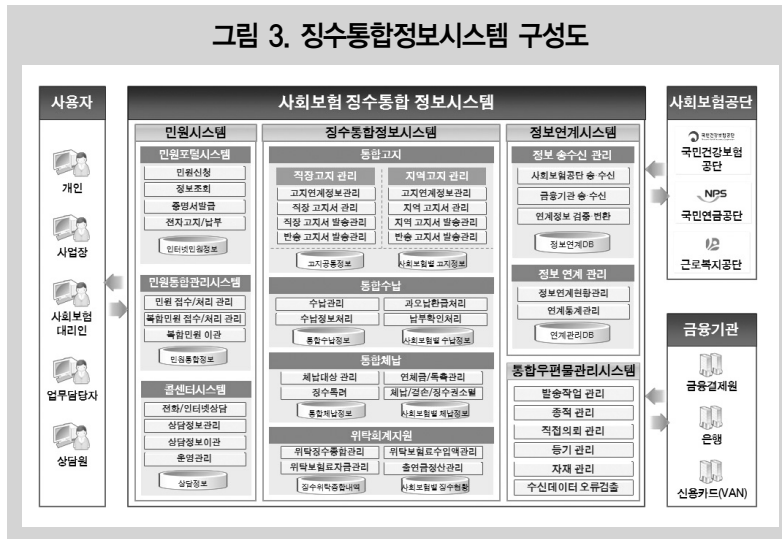 그림 3. 징수통합정보시스템 구성도
사용자
개인
사업장
사회보험
대리인
업무담당자
상담원
사회보험 징수통합 정보시스템
민원시스템
민원포털시스템
민원신청
정보조회
증명서발급
전자고지/납부
인터넷민원정보
민원통합관리시스템
민원 접수/처리 관리
복합민원 접수/처리 관리
복합민원 이관
민원통합정보
콜센터시스템
전화/인터넷상담
상담정보관리
상담정보이관
운영관리
상담정보
징수통합정보시스템
통합고지
직장고지 관리
고지연계정보관리
직장 고지서 관리
직장 고지서 발송관리
반송 고지서 발송관리
지역고지 관리
고지연계정보관리
지역 고지서 관리
지역 고지서 발송관리
반송 고지서 발송관리
고지공통정보
사회보험별 고지정보
통합수납
수납관리
과오납환급처리
수납정보처리
납부확인처리
통합수납정보
사회보험별 수납정보
통합체납
체납대상 관리
연체금/독촉관리
징수독려
체납/결손/징수권소멸
통합체납정보
사회보험별 체납정보
위탁회계지원
위탁징수종합관리
위탁보험료수입액관리
위탁보험료자금관리
출연금정산관리
징수위탁종합내역
사회보험별 징수현황
정보연계시스템
정보 송수신 관리
사회보험공단 송 수신
금융기관 송 수신
연계정보 검증·변환
정보연계DB
정보 연계 관리
정보연계현황관리
연계통계관리
연계관리DB
통합우편물관리시스템
발송작업 관리
종적 관리
직접의뢰 관리
등기 관리
자재 관리
수신데이터 오류검출
사회보험공단
국민건강보험공단
국민건강보험
공단
NPS
국민연금공단
근로복지공단
금융기관
금융결제원
은행
신용카드(VAN)